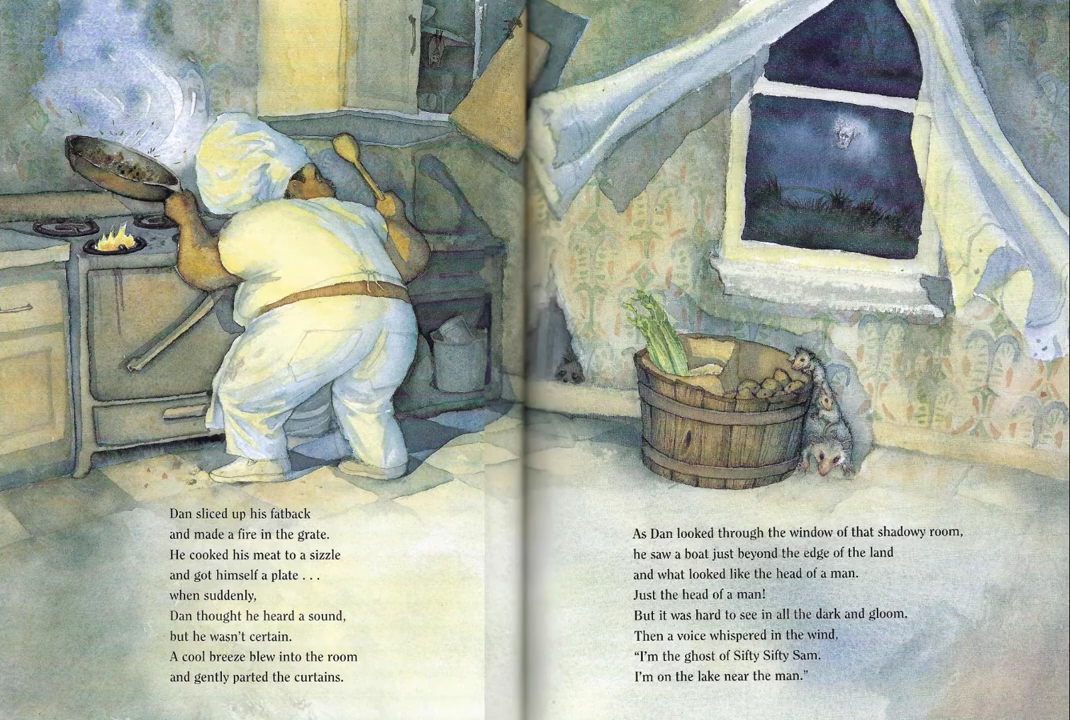 Dan sliced up his fatback
and made a fire in the grate.
He cooked his meat to a sizzle
and got himself a plate . . .
when suddenly,
Dan thought he heard a sound,
but he wasn't certain.
A cool breeze blew into the room
and gently parted the curtains.
As Dan looked through the window of that shadowy room,
he saw a boat just beyond the edge of the land
and what looked like the head of a man.
Just the head of a man!
But it was hard to see in all the dark and gloom.
Then a voice whispered in the wind,
“I'm the ghost of Sifty Sifty Sam.
I'm on the lake near the man.”